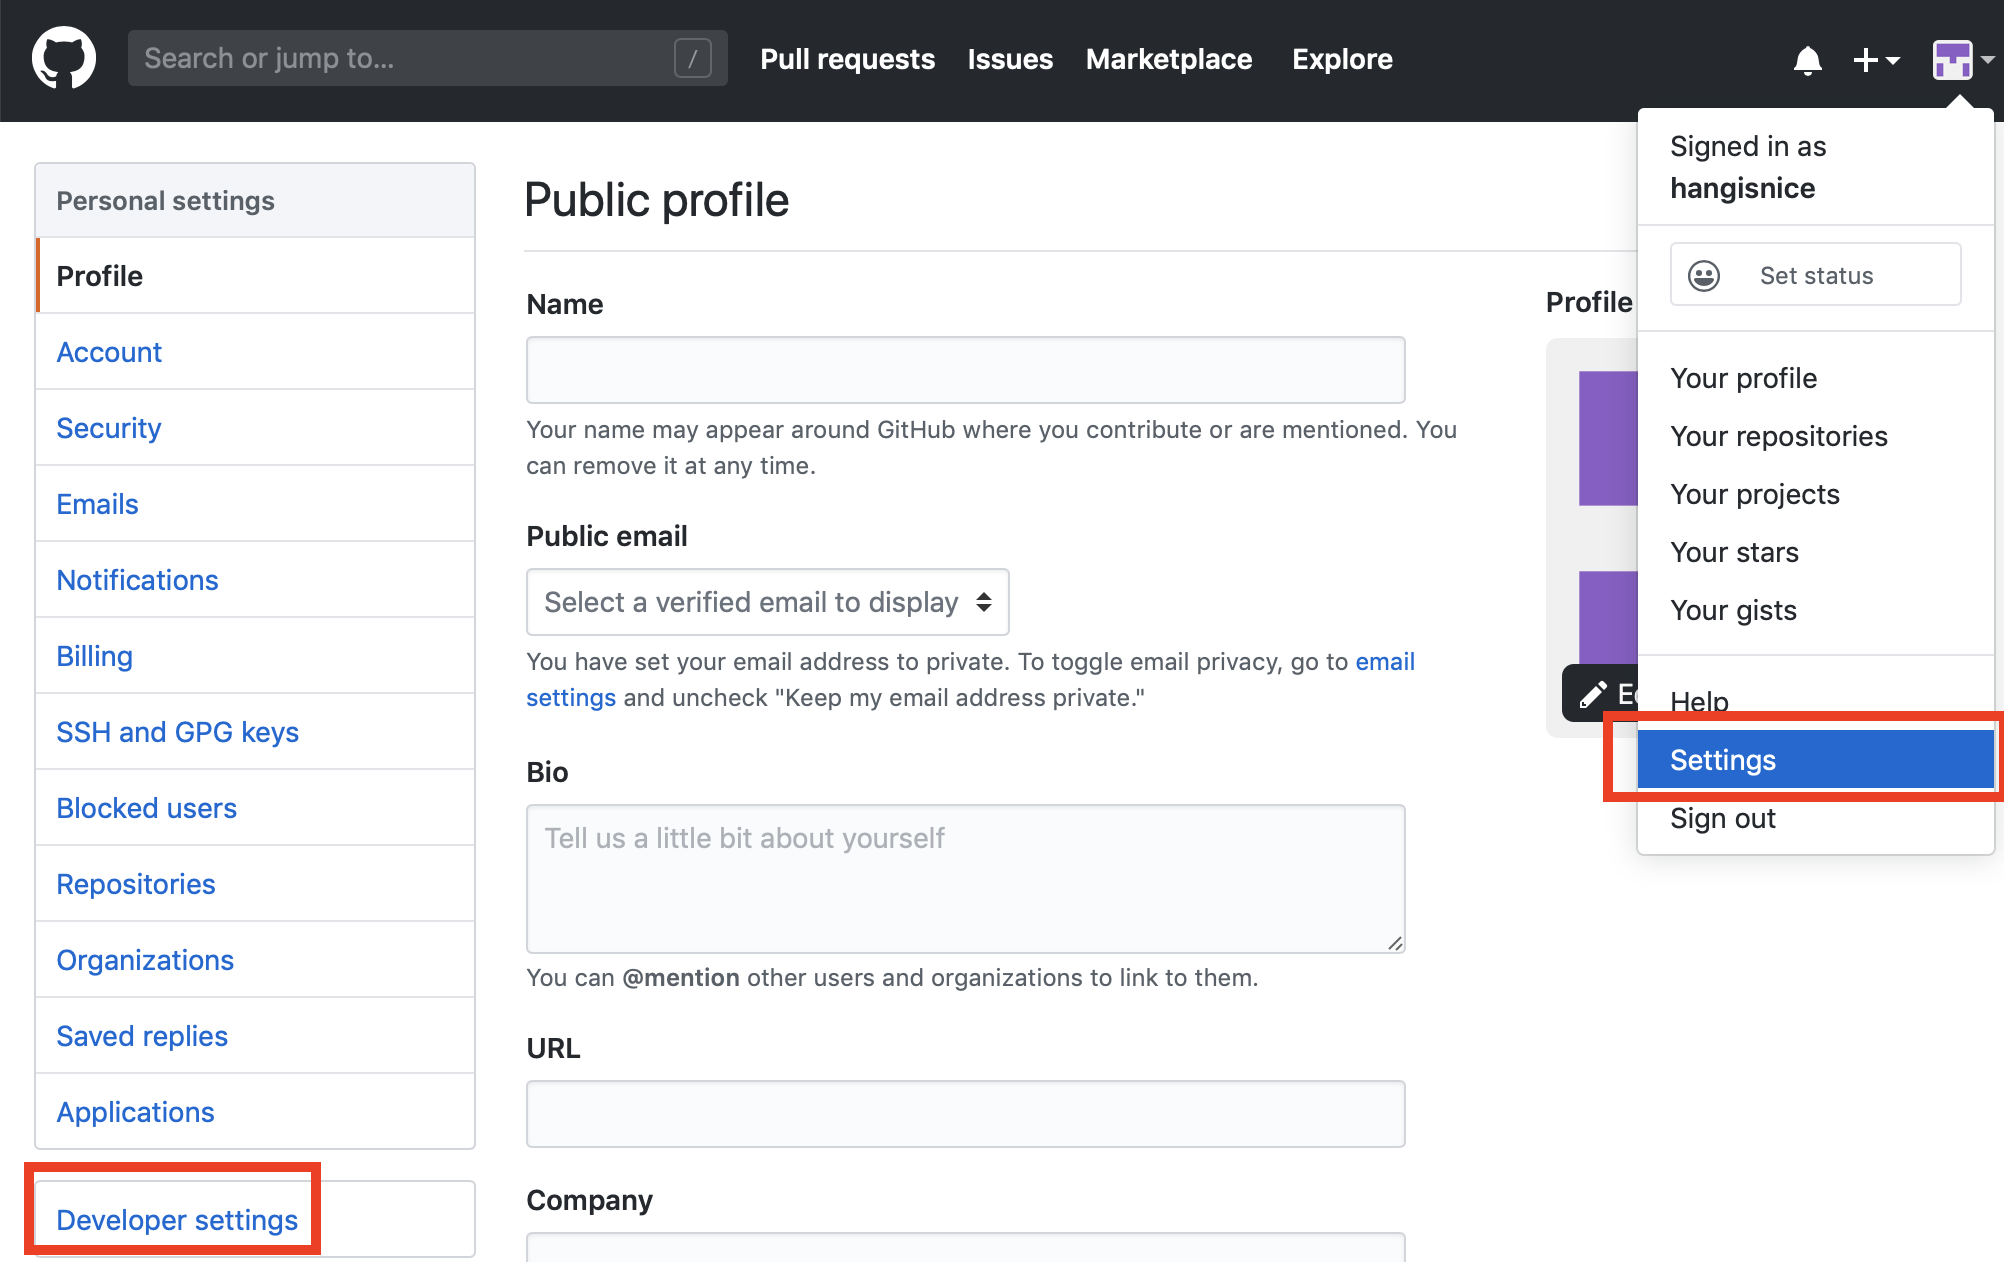 Search or jump to...
/
Pull requests
Issues
Marketplace
Explore
Signed in as
hangisnice
Set status
Your profile
Your repositories
Your projects
Your stars
Your gists
Help
Settings
Sign out
Personal settings
Profile
Account
Security
Emails
Notifications
Billing
SSH and GPG keys
Blocked users
Repositories
Organizations
Saved replies
Applications
Developer settings
Public profile
Name
Your name may appear around GitHub where you contribute or are mentioned. You
can remove it at any time.
Public email
Select a verified email to display
You have set your email address to private. To toggle email privacy, go to email
settings and uncheck "Keep my email address private."
Bio
Tell us a little bit about yourself
You can @mention other users and organizations to link to them.
URL
Company
Profile